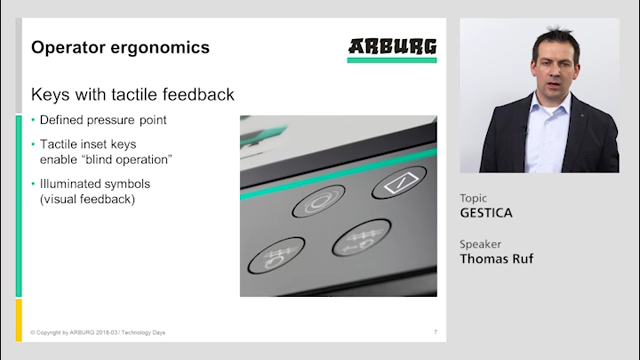 Operator ergonomics
ARBURG
Keys with tactile feedback
• Defined pressure point
• Tactile inset keys
enable “blind operation”
• Illuminated symbols
(visual feedback)
© Copyright by ARBURG 2018-03 / Technology Days
7
Topic
GESTICA
Speaker
Thomas Ruf